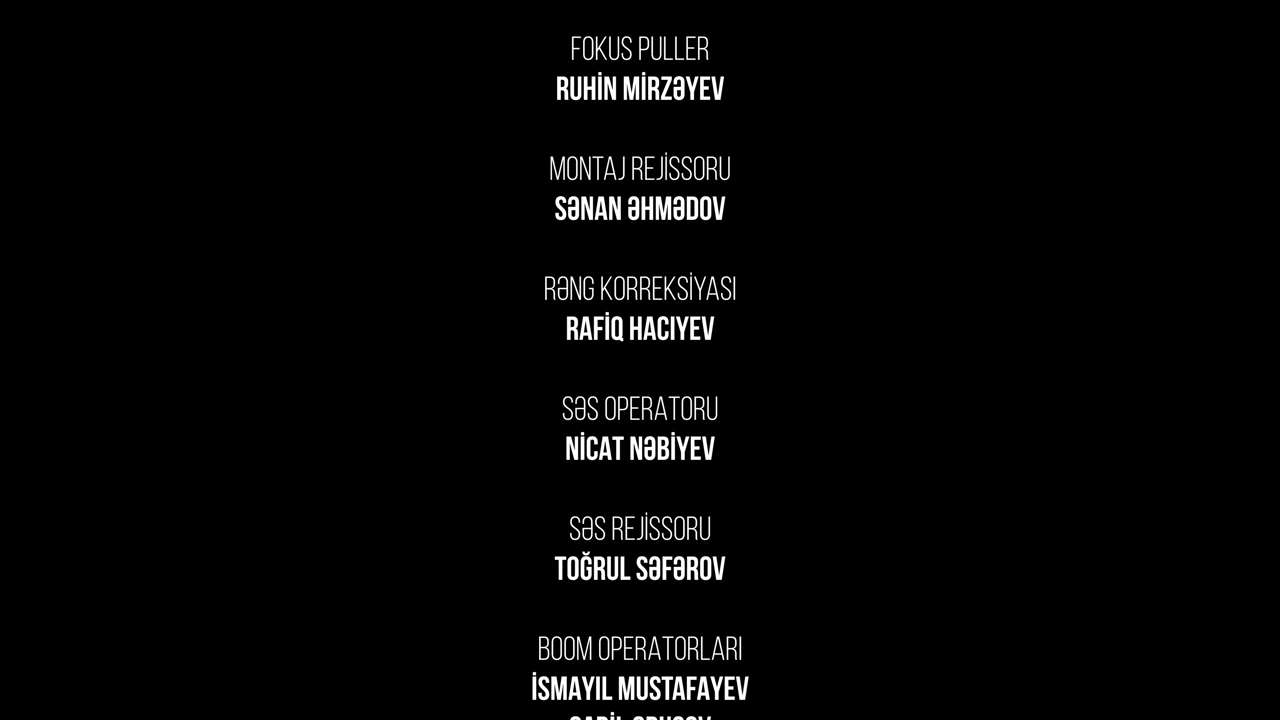 FOKUS PULLER
RUHİN MİRZƏYEV
MONTAJ REJİSSORU
SƏNAN ƏHMƏDOV
RƏNG KORREKSİYASI
RAFİQ HACIYEV
SƏS OPERATORU
NİCAT NƏBİYEV
SƏS REJİSSORU
TOĞRUL SƏFƏROV
BOOM OPERATORLARI
İSMAYIL MUSTAFAYEV